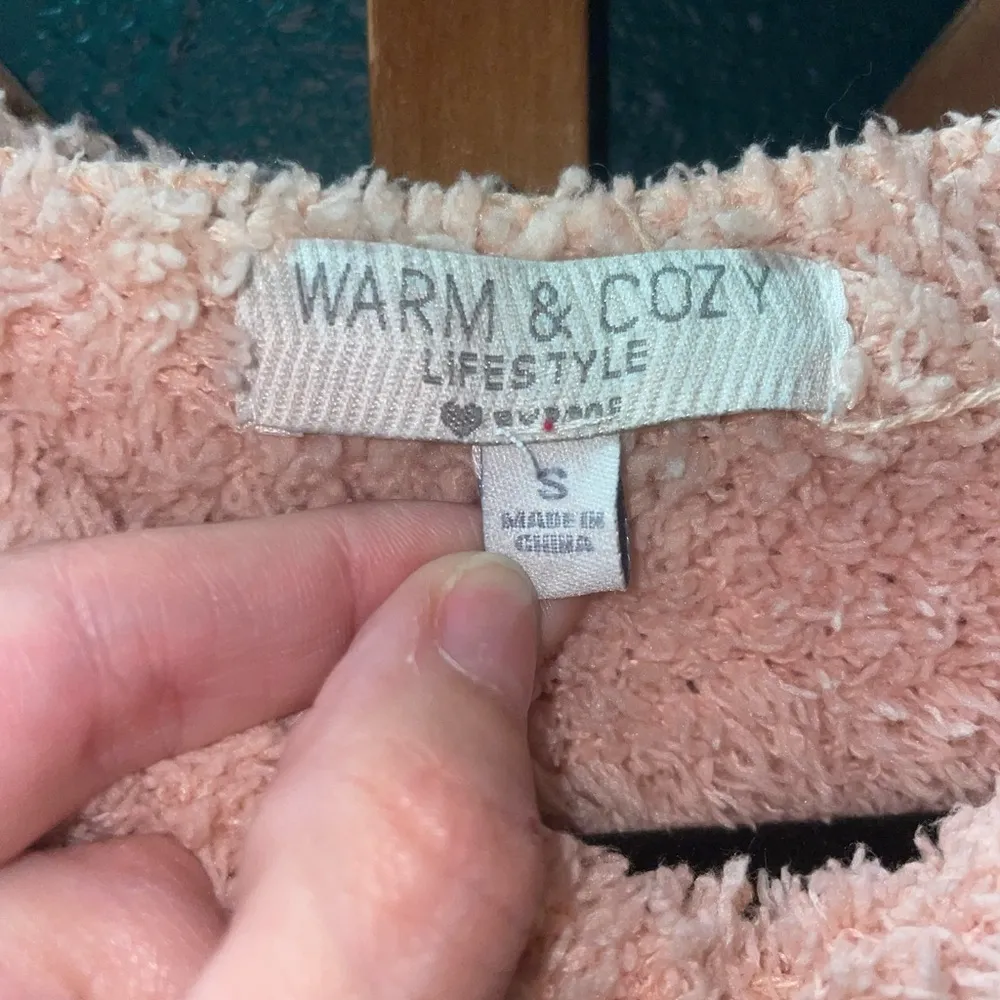 WARM & COZY
LIFESTYLE
S
MADE IN
CHINA